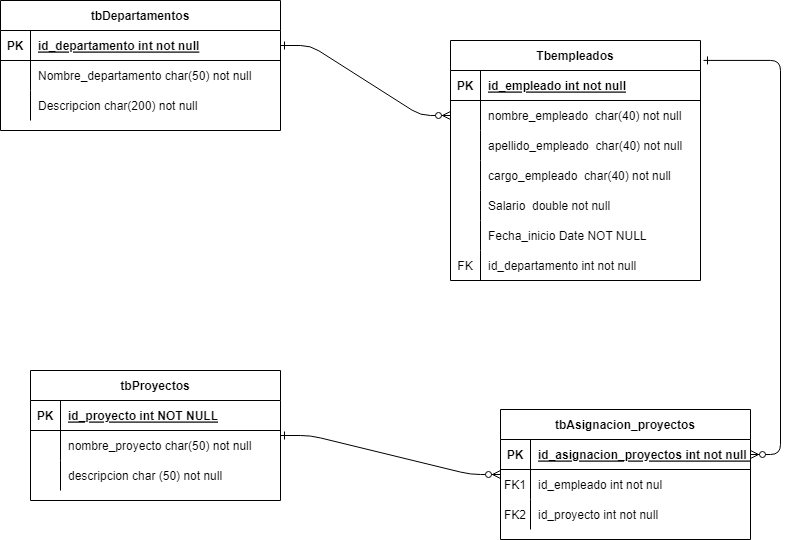 tbDepartamentos
PK id_departamento int not null
Nombre_departamento char(50) not null
Descripcion char(200) not null
Tbempleados
PK id_empleado int not null
nombre_empleado  char(40) not null
apellido_empleado  char(40) not null
cargo_empleado  char(40) not null
Salario  double not null
Fecha_inicio Date NOT NULL
FK id_departamento int not null
tbProyectos
PK id_proyecto int NOT NULL
nombre_proyecto char(50) not null
descripcion char (50) not null
tbAsignacion_proyectos
PK id_asignacion_proyectos int not null
FK1 id_empleado int not nul
FK2 id_proyecto int not null